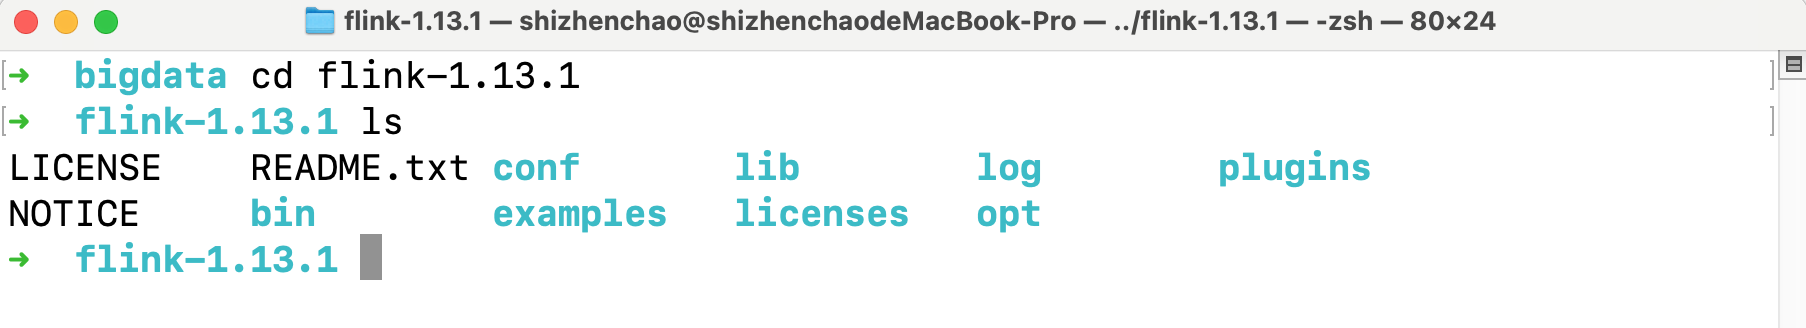 flink-1.13.1 — shizhenchao@shizhenchaodeMacBook-Pro — ../flink-1.13.1 — -zsh — 80×24
[➜  bigdata cd flink-1.13.1 ]
[➜  flink-1.13.1 ls ]
LICENSE    README.txt conf       lib        log        plugins
NOTICE     bin        examples   licenses   opt
➜  flink-1.13.1